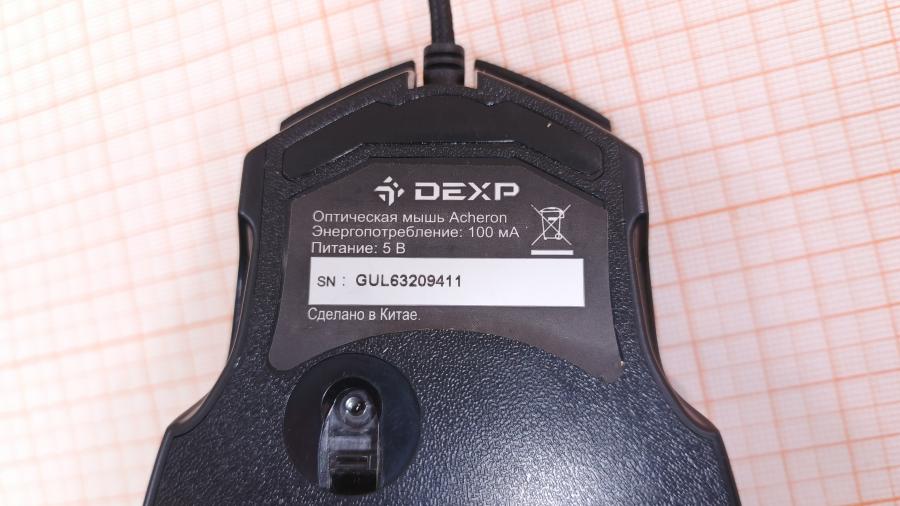 DEXP
Оптическая мышь Acheron
Энергопотребление: 100 мА
Питание: 5 В
SN : GUL63209411
Сделано в Китае.